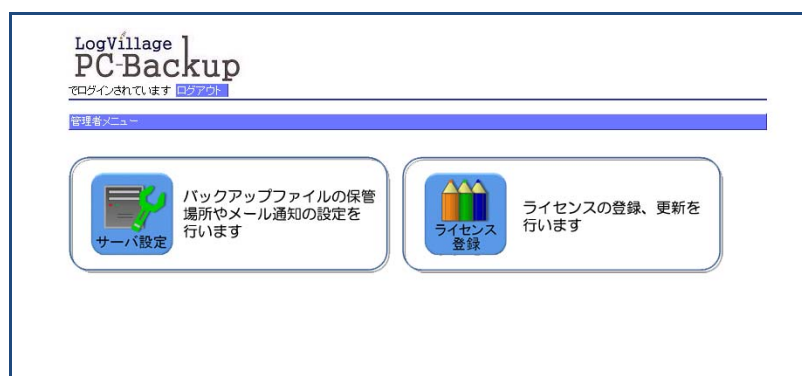 LogVillage
PC-Backup
でログインされています ログアウト
管理者メニュー
サーバ設定
バックアップファイルの保管
場所やメール通知の設定を
行います
ライセンス
登録
ライセンスの登録、更新を
行います